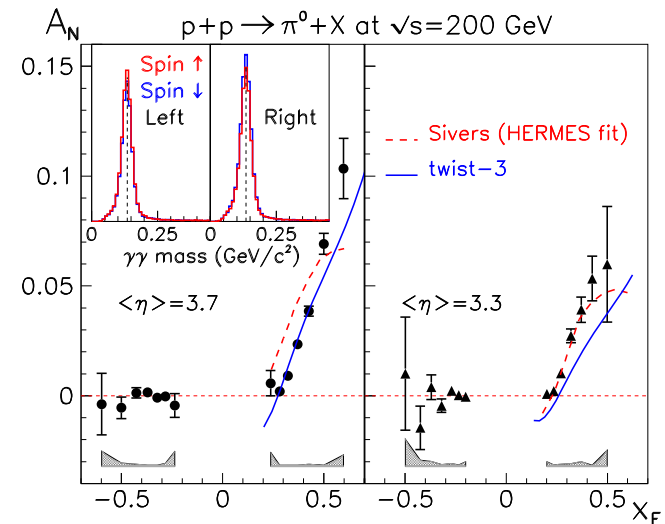 A_N p+p → π⁰+X at √s=200 GeV
0.15
0.1
0.05
0
Spin ↑
Spin ↓
Left
Right
0 0.25 0 0.25
γγ mass (GeV/c²)
Sivers (HERMES fit)
twist−3
<η>=3.7
<η>=3.3
−0.5 0 0.5 −0.5 0 0.5
X_F